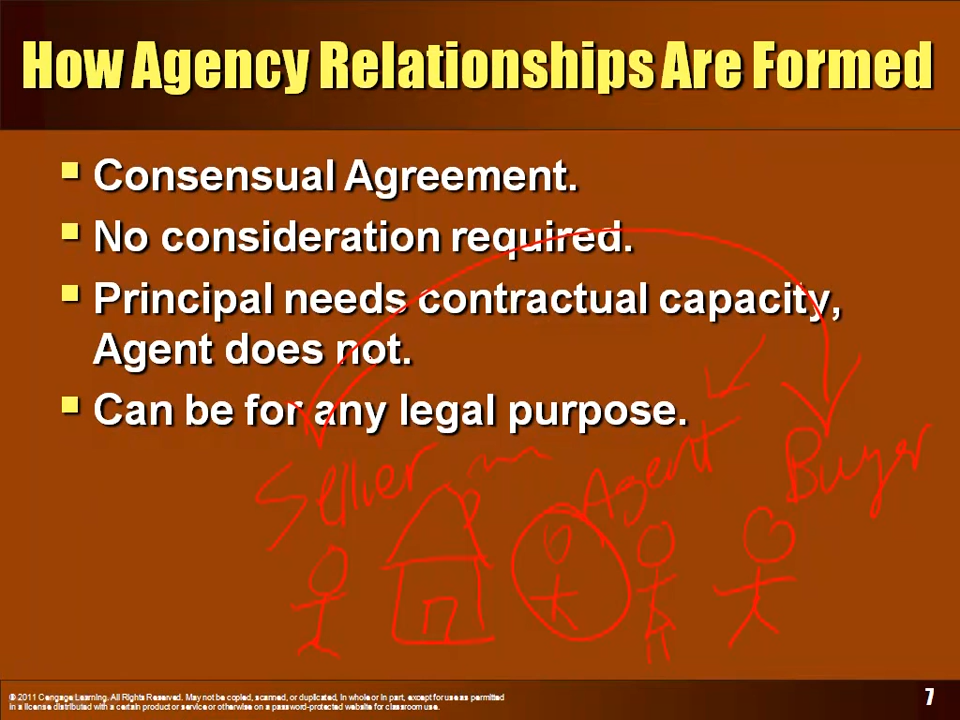 How Agency Relationships Are Formed
Consensual Agreement.
No consideration required.
Principal needs contractual capacity,
Agent does not.
Can be for any legal purpose.
Seller
Agent
Buyer
© 2011 Cengage Learning. All Rights Reserved. May not be copied, scanned, or duplicated, in whole or in part, except for use as permitted
in a license distributed with a certain product or service or otherwise on a password-protected website for classroom use.
7